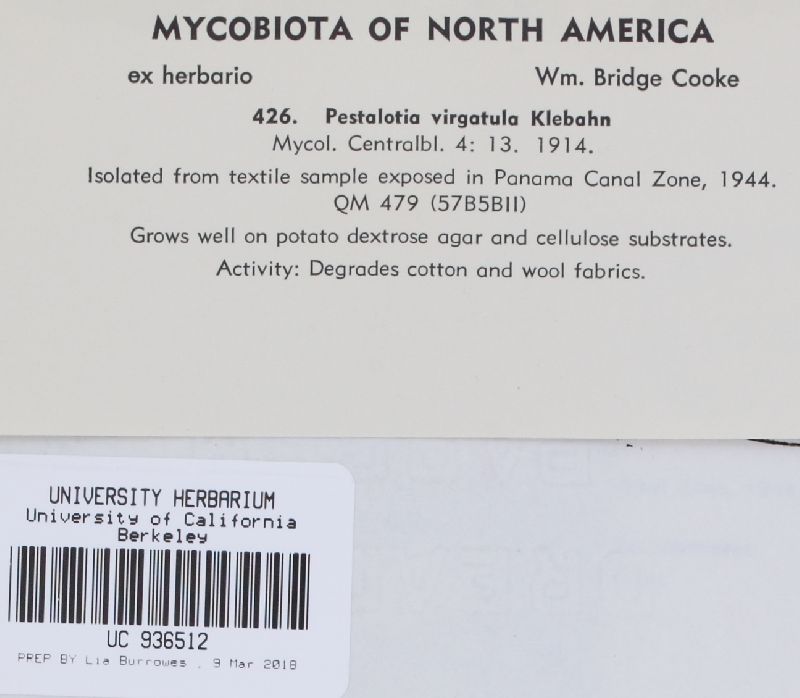 MYCOBIOTA OF NORTH AMERICA
ex herbario Wm. Bridge Cooke
426. Pestalotia virgatula Klebahn
Mycol. Centralbl. 4: 13. 1914.
Isolated from textile sample exposed in Panama Canal Zone, 1944.
QM 479 (57B5BII)
Grows well on potato dextrose agar and cellulose substrates.
Activity: Degrades cotton and wool fabrics.
UNIVERSITY HERBARIUM
University of California
Berkeley
UC 936512
PREP BY Lia Burrowes . 9 Mar 2018